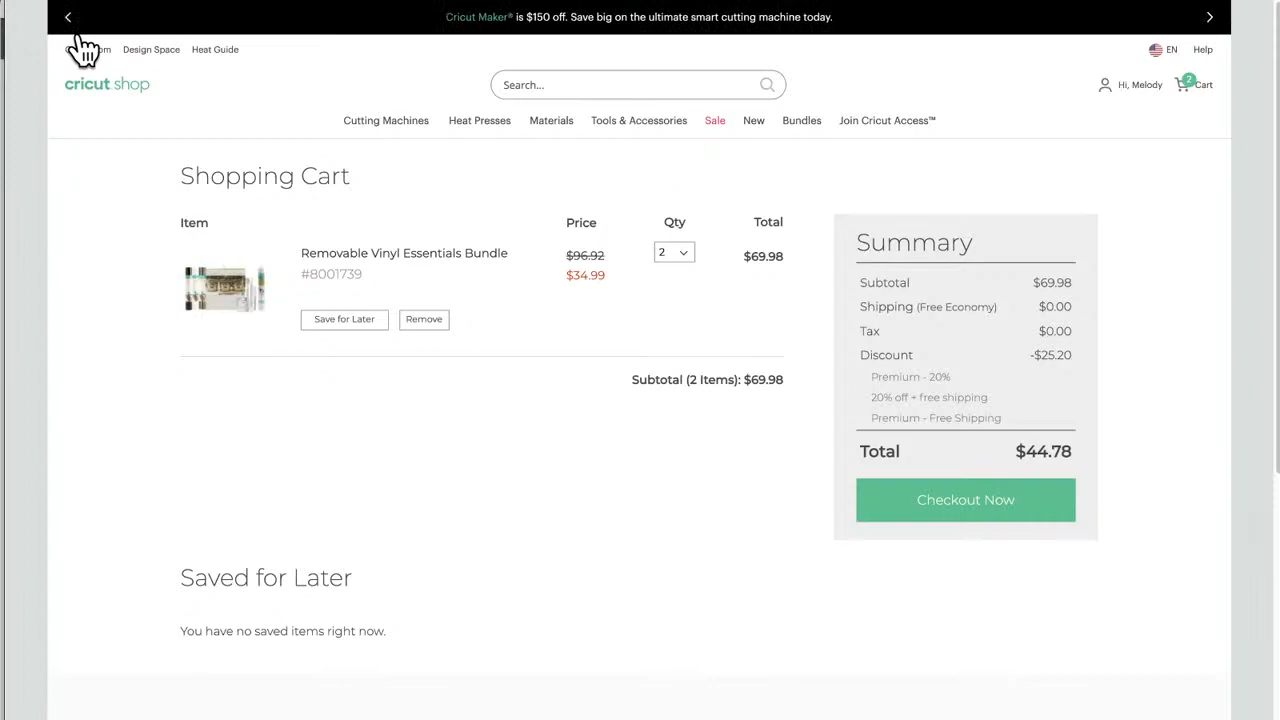 Cricut Maker® is $150 off. Save big on the ultimate smart cutting machine today.
Design Space Heat Guide
EN Help
cricut shop
Search...
Hi, Melody
2
Cart
Cutting Machines Heat Presses Materials Tools & Accessories Sale New Bundles Join Cricut Access™
Shopping Cart
Item Price Qty Total
Removable Vinyl Essentials Bundle
#8001739
$96.92
$34.99
2
$69.98
Save for Later Remove
Subtotal (2 Items): $69.98
Summary
Subtotal $69.98
Shipping (Free Economy) $0.00
Tax $0.00
Discount -$25.20
Premium - 20%
20% off + free shipping
Premium - Free Shipping
Total $44.78
Checkout Now
Saved for Later
You have no saved items right now.